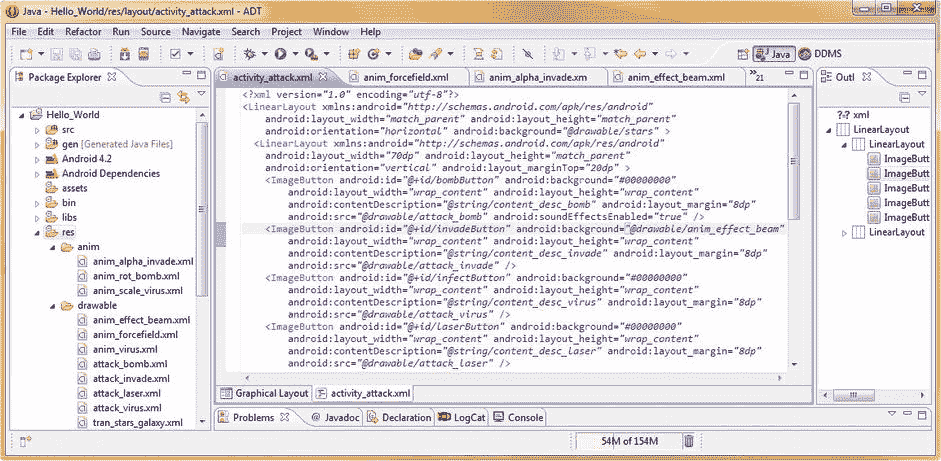 Java - Hello_World/res/layout/activity_attack.xml - ADT
File Edit Refactor Run Source Navigate Search Project Window Help
Java DDMS
Package Explorer
Hello_World
src
gen [Generated Java Files]
Android 4.2
Android Dependencies
assets
bin
libs
res
anim
anim_alpha_invade.xml
anim_rot_bomb.xml
anim_scale_virus.xml
drawable
anim_effect_beam.xml
anim_forcefield.xml
anim_virus.xml
attack_bomb.xml
attack_invade.xml
attack_laser.xml
attack_virus.xml
tran_stars_galaxy.xml
activity_attack.xml anim_forcefield.xml anim_alpha_invade.xm anim_effect_beam.xml »21
<?xml version="1.0" encoding="utf-8"?>
<LinearLayout xmlns:android="http://schemas.android.com/apk/res/android"
android:layout_width="match_parent" android:layout_height="match_parent"
android:orientation="horizontal" android:background="@drawable/stars" >
<LinearLayout xmlns:android="http://schemas.android.com/apk/res/android"
android:layout_width="70dp" android:layout_height="match_parent"
android:orientation="vertical" android:layout_marginTop="20dp" >
<ImageButton android:id="@+id/bombButton" android:background="#00000000"
android:layout_width="wrap_content" android:layout_height="wrap_content"
android:contentDescription="@string/content_desc_bomb" android:layout_margin="8dp"
android:src="@drawable/attack_bomb" android:soundEffectsEnabled="true" />
<ImageButton android:id="@+id/invadeButton" android:background="@drawable/anim_effect_beam"
android:layout_width="wrap_content" android:layout_height="wrap_content"
android:contentDescription="@string/content_desc_invade" android:layout_margin="8dp"
android:src="@drawable/attack_invade" />
<ImageButton android:id="@+id/infectButton" android:background="#00000000"
android:layout_width="wrap_content" android:layout_height="wrap_content"
android:contentDescription="@string/content_desc_virus" android:layout_margin="8dp"
android:src="@drawable/attack_virus" />
<ImageButton android:id="@+id/laserButton" android:background="#00000000"
android:layout_width="wrap_content" android:layout_height="wrap_content"
android:contentDescription="@string/content_desc_laser" android:layout_margin="8dp"
android:src="@drawable/attack_laser" />
Graphical Layout activity_attack.xml
Outl
?=? xml
LinearLayout
LinearLayout
ImageButt
ImageButt
ImageButt
ImageButt
ImageButt
LinearLayout
Problems @ Javadoc Declaration LogCat Console
54M of 154M